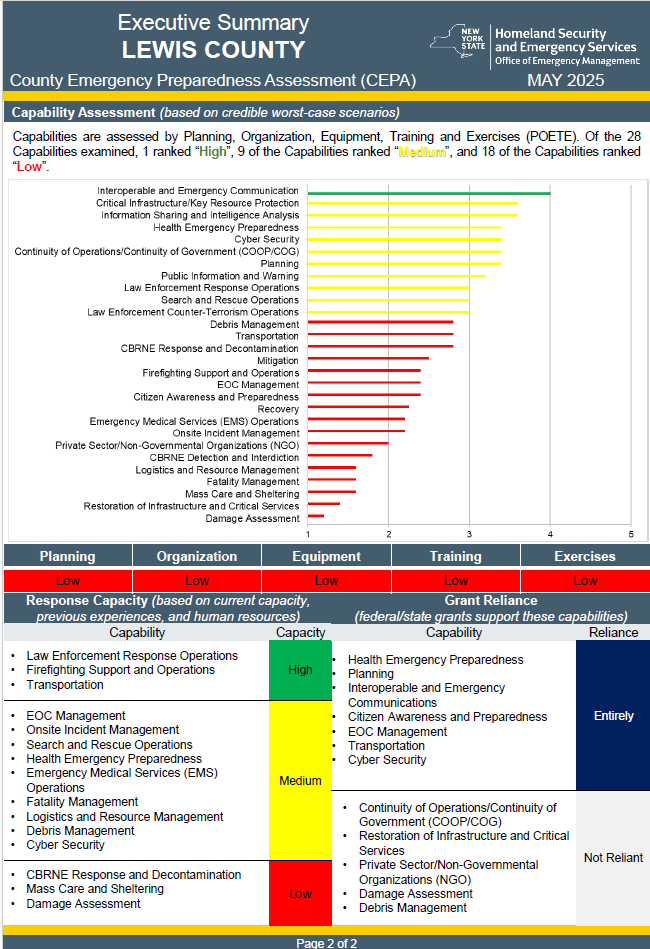 Executive Summary
LEWIS COUNTY
NEW
YORK
STATE
Homeland Security
and Emergency Services
Office of Emergency Management
County Emergency Preparedness Assessment (CEPA)
MAY 2025
Capability Assessment (based on credible worst-case scenarios)
Capabilities are assessed by Planning, Organization, Equipment, Training and Exercises (POETE). Of the 28
Capabilities examined, 1 ranked “High”, 9 of the Capabilities ranked “Medium”, and 18 of the Capabilities ranked
“Low”.
Interoperable and Emergency Communication
Critical Infrastructure/Key Resource Protection
Information Sharing and Intelligence Analysis
Health Emergency Preparedness
Cyber Security
Continuity of Operations/Continuity of Government (COOP/COG)
Planning
Public Information and Warning
Law Enforcement Response Operations
Search and Rescue Operations
Law Enforcement Counter-Terrorism Operations
Debris Management
Transportation
CBRNE Response and Decontamination
Mitigation
Firefighting Support and Operations
EOC Management
Citizen Awareness and Preparedness
Recovery
Emergency Medical Services (EMS) Operations
Onsite Incident Management
Private Sector/Non-Governmental Organizations (NGO)
CBRNE Detection and Interdiction
Logistics and Resource Management
Fatality Management
Mass Care and Sheltering
Restoration of Infrastructure and Critical Services
Damage Assessment
1 2 3 4 5
Planning Organization Equipment Training Exercises
Low Low Low Low Low
Response Capacity (based on current capacity,
previous experiences, and human resources)
Capability Capacity
• Law Enforcement Response Operations
• Firefighting Support and Operations
• Transportation
High
• EOC Management
• Onsite Incident Management
• Search and Rescue Operations
• Health Emergency Preparedness
• Emergency Medical Services (EMS)
Operations
• Fatality Management
• Logistics and Resource Management
• Debris Management
• Cyber Security
Medium
• CBRNE Response and Decontamination
• Mass Care and Sheltering
• Damage Assessment
Low
Grant Reliance
(federal/state grants support these capabilities)
Capability Reliance
• Health Emergency Preparedness
• Planning
• Interoperable and Emergency
Communications
• Citizen Awareness and Preparedness
• EOC Management
• Transportation
• Cyber Security
Entirely
• Continuity of Operations/Continuity of
Government (COOP/COG)
• Restoration of Infrastructure and Critical
Services
• Private Sector/Non-Governmental
Organizations (NGO)
• Damage Assessment
• Debris Management
Not Reliant
Page 2 of 2